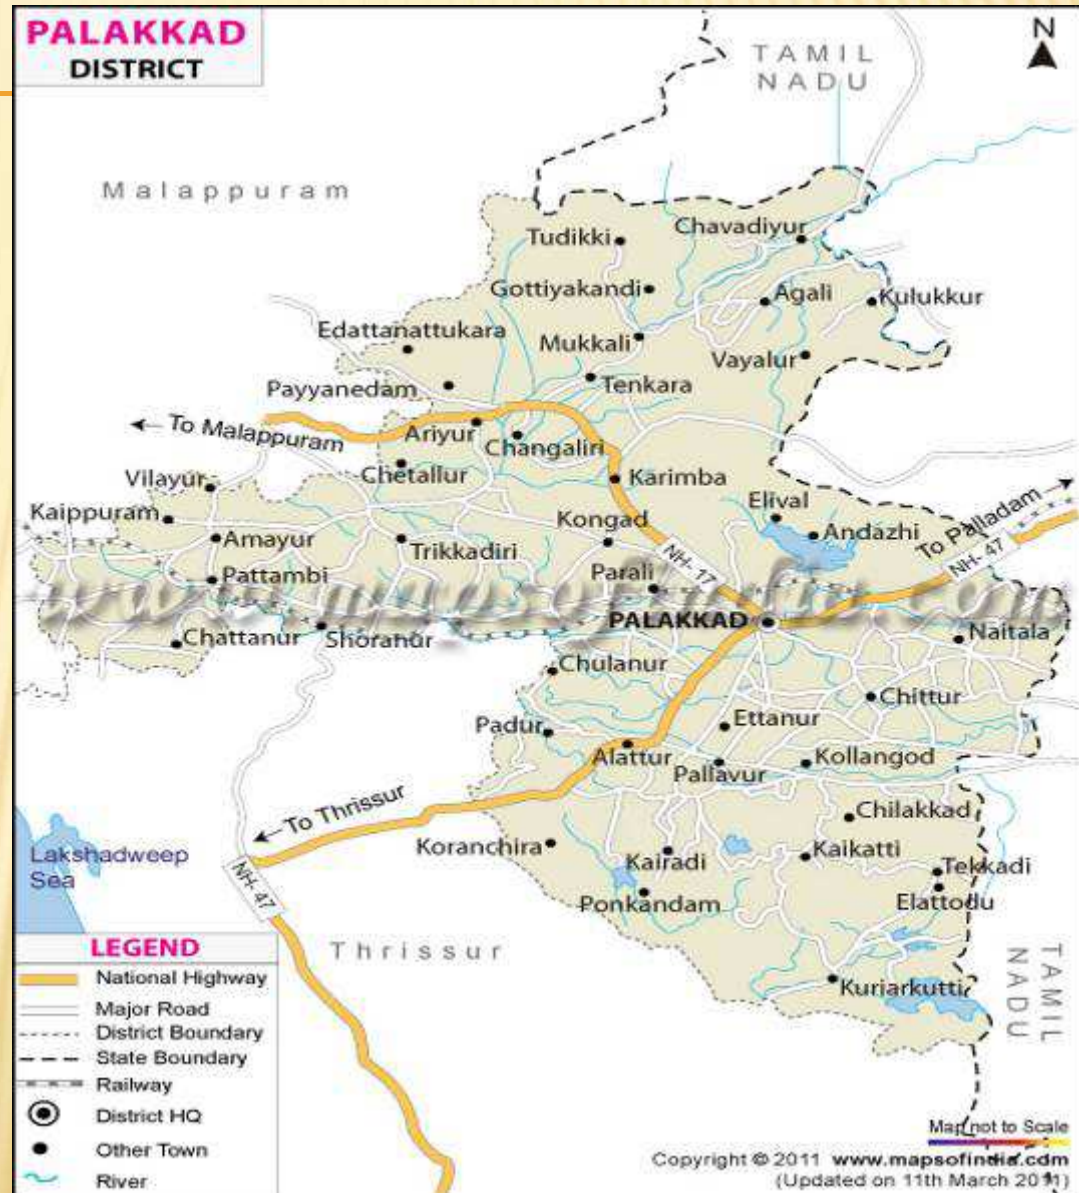 PALAKKAD
DISTRICT
N
TAMIL
NADU
Malappuram
Chavadiyur
Tudikki
Gottiyakandi
Agali
Kulukkur
Edattanattukara
Mukkali
Vayalur
Payyanedam
Tenkara
To Malappuram
Ariyur
Changaliri
Chetallur
Vilayur
Karimba
Elival
Kaippuram
Kongad
Andazhi
To Palladam
Amayur
Trikkadiri
NH-17
NH-47
Pattambi
Parali
www.mapsofindia.com
PALAKKAD
Chattanur
Shoranur
Naitala
Chulanur
Chittur
Padur
Ettanur
Alattur
Pallavur
Kollangod
To Thrissur
Chilakkad
Koranchira
Kairadi
Kaikatti
Lakshadweep
Sea
Tekkadi
NH-47
Ponkandam
Elattodu
Thrissur
TAMIL
NADU
Kuriarkutti
LEGEND
National Highway
Major Road
District Boundary
State Boundary
Railway
District HQ
Other Town
River
Map not to Scale
Copyright © 2011 www.mapsofindia.com
(Updated on 11th March 2011)